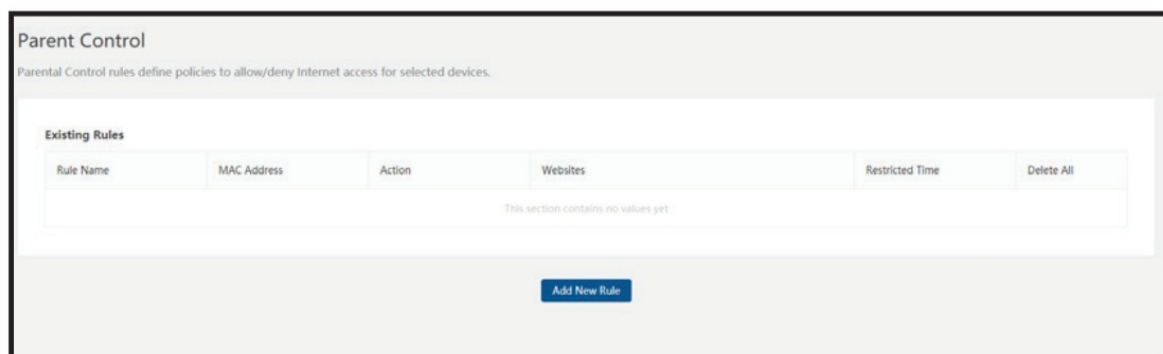 Parent Control
Parental Control rules define policies to allow/deny Internet access for selected devices.
Existing Rules
Rule Name MAC Address Action Websites Restricted Time Delete All
This section contains no values yet
Add New Rule